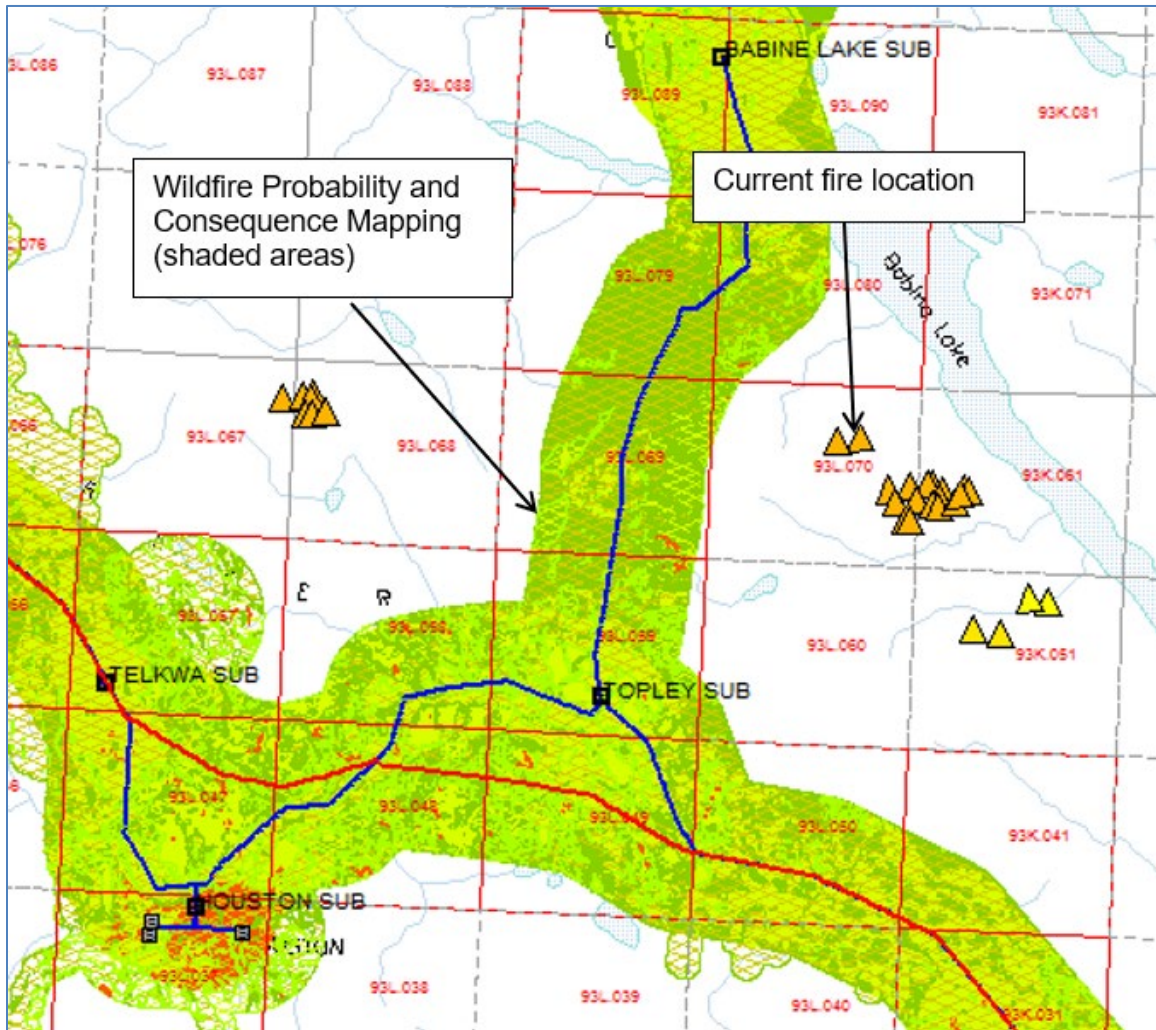 BABINE LAKE SUB
93L.086
93L.087
93L.088
93L.089
93L.090
93K.081
Wildfire Probability and
Consequence Mapping
(shaded areas)
Current fire location
93L.079
93L.080
93K.071
Babine Lake
93L.067
93L.068
93L.069
93L.070
93K.061
E R
93L.057
93L.058
93L.059
93L.060
93K.051
TELKWA SUB
TOPLEY SUB
93L.047
93L.048
93L.049
93L.050
93K.041
HOUSTON SUB
93L.038
93L.039
93L.040
93K.031